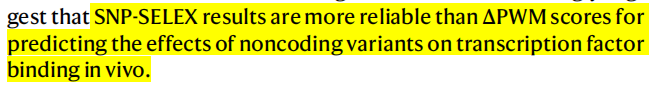 gest that SNP-SELEX results are more reliable than ΔPWM scores for
predicting the effects of noncoding variants on transcription factor
binding in vivo.